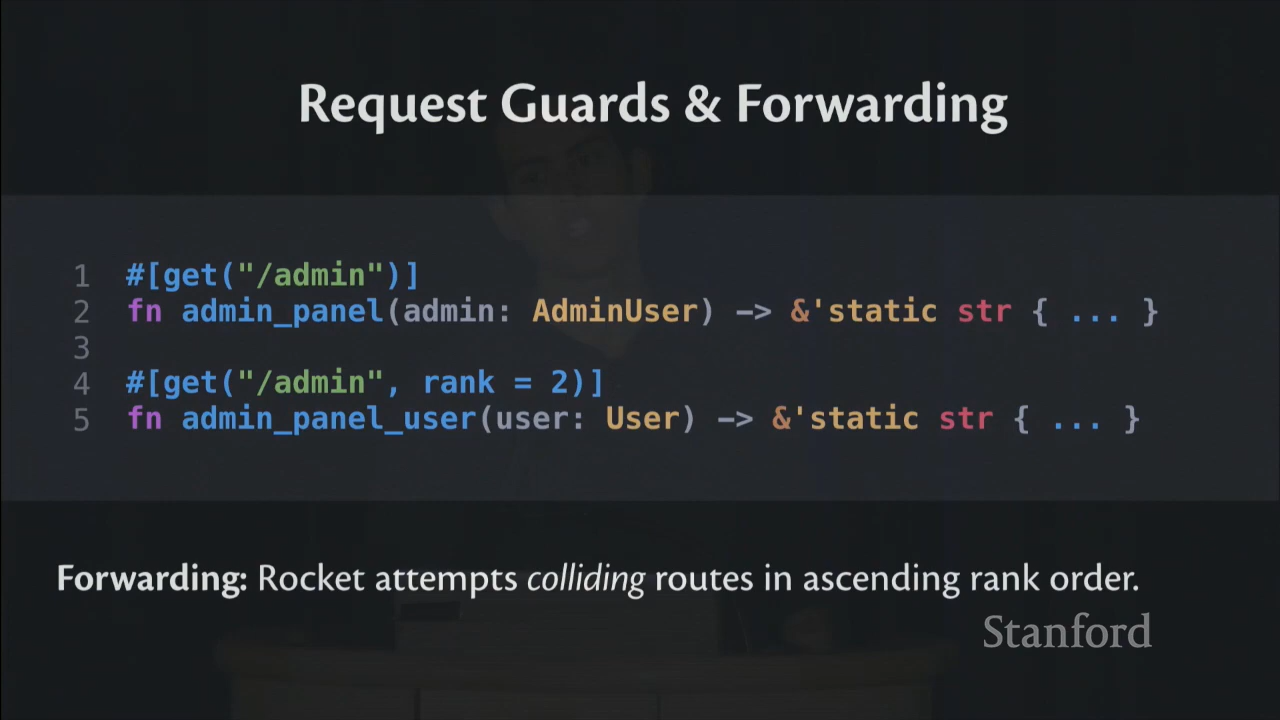 Request Guards & Forwarding
1 #[get("/admin")]
2 fn admin_panel(admin: AdminUser) -> &'static str { ... }
3
4 #[get("/admin", rank = 2)]
5 fn admin_panel_user(user: User) -> &'static str { ... }
Forwarding: Rocket attempts colliding routes in ascending rank order.
Stanford